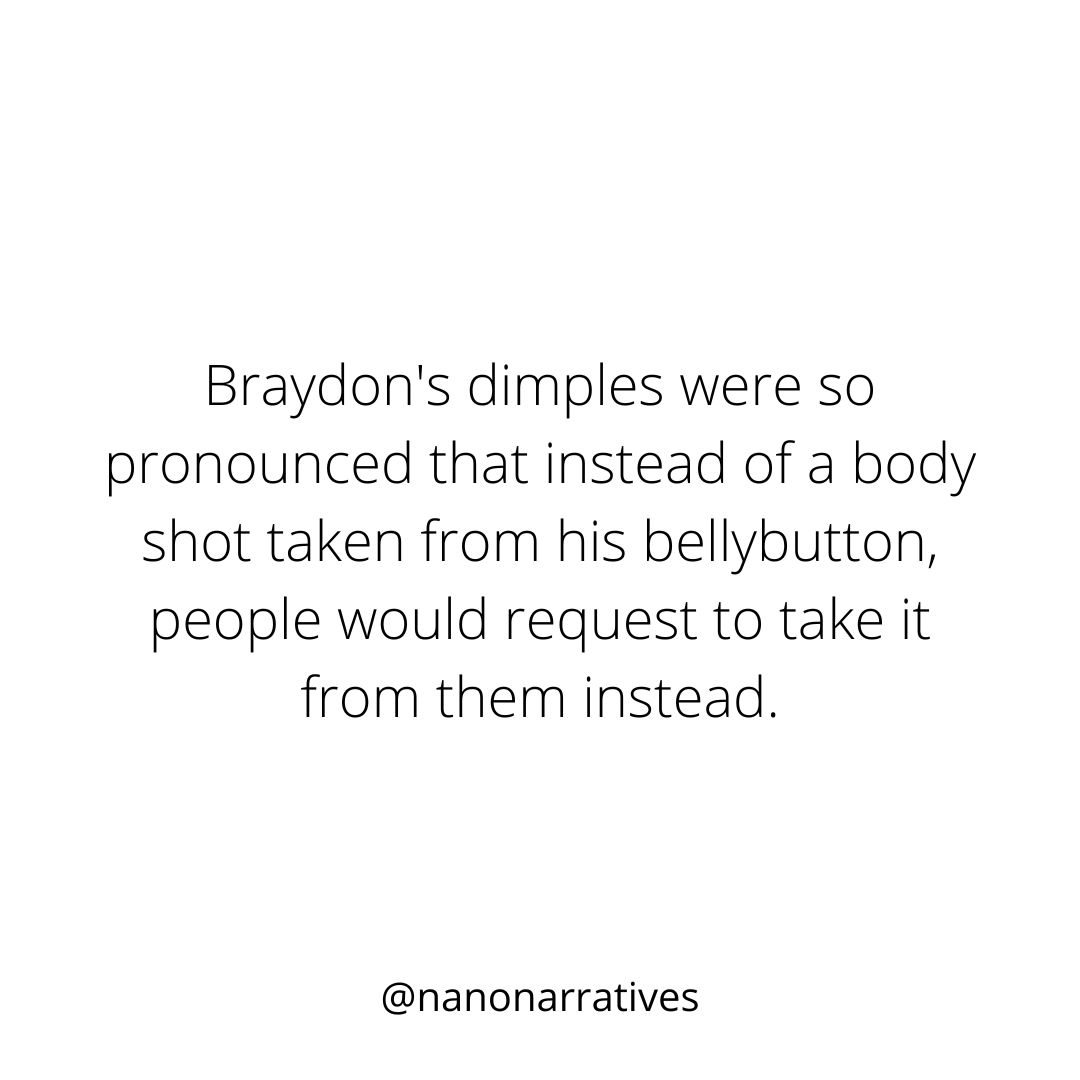 Braydon's dimples were so
pronounced that instead of a body
shot taken from his bellybutton,
people would request to take it
from them instead.
@nanonarratives